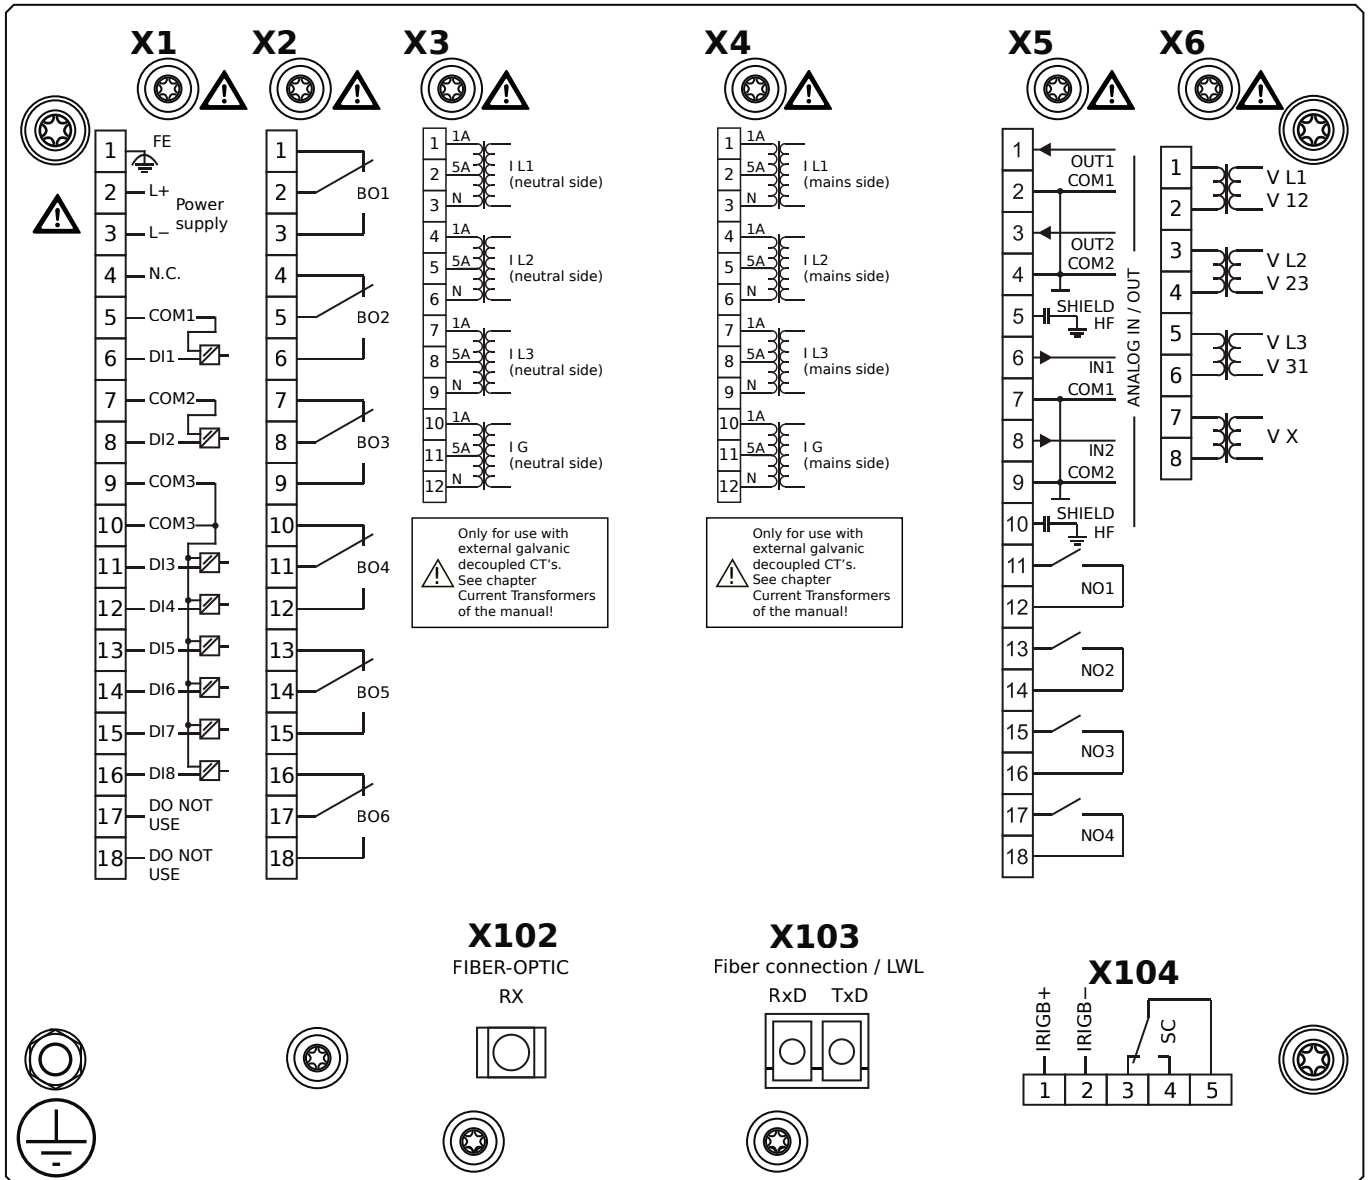 X1
X2
X3
X4
X5
X6
1
FE
2
L+
Power
supply
3
L−
4
N.C.
5
COM1
6
DI1
7
COM2
8
DI2
9
COM3
10
COM3
11
DI3
12
DI4
13
DI5
14
DI6
15
DI7
16
DI8
17
DO NOT
USE
18
DO NOT
USE
1
2
BO1
3
4
5
BO2
6
7
8
BO3
9
10
11
BO4
12
13
14
BO5
15
16
17
BO6
18
1
1A
2
5A
I L1
(neutral side)
3
N
4
1A
5
5A
I L2
(neutral side)
6
N
7
1A
8
5A
I L3
(neutral side)
9
N
10
1A
11
5A
I G
(neutral side)
12
N
Only for use with
external galvanic
decoupled CT's.
See chapter
Current Transformers
of the manual!
1
1A
2
5A
I L1
(mains side)
3
N
4
1A
5
5A
I L2
(mains side)
6
N
7
1A
8
5A
I L3
(mains side)
9
N
10
1A
11
5A
I G
(mains side)
12
N
Only for use with
external galvanic
decoupled CT's.
See chapter
Current Transformers
of the manual!
1
OUT1
2
COM1
3
OUT2
4
COM2
5
SHIELD
HF
6
IN1
7
COM1
8
IN2
9
COM2
10
SHIELD
HF
ANALOG IN / OUT
11
NO1
12
13
NO2
14
15
NO3
16
17
NO4
18
1
V L1
2
V 12
3
V L2
4
V 23
5
V L3
6
V 31
7
V X
8
X102
FIBER-OPTIC
RX
X103
Fiber connection / LWL
RxD TxD
X104
IRIGB+
IRIGB−
SC
1 2 3 4 5